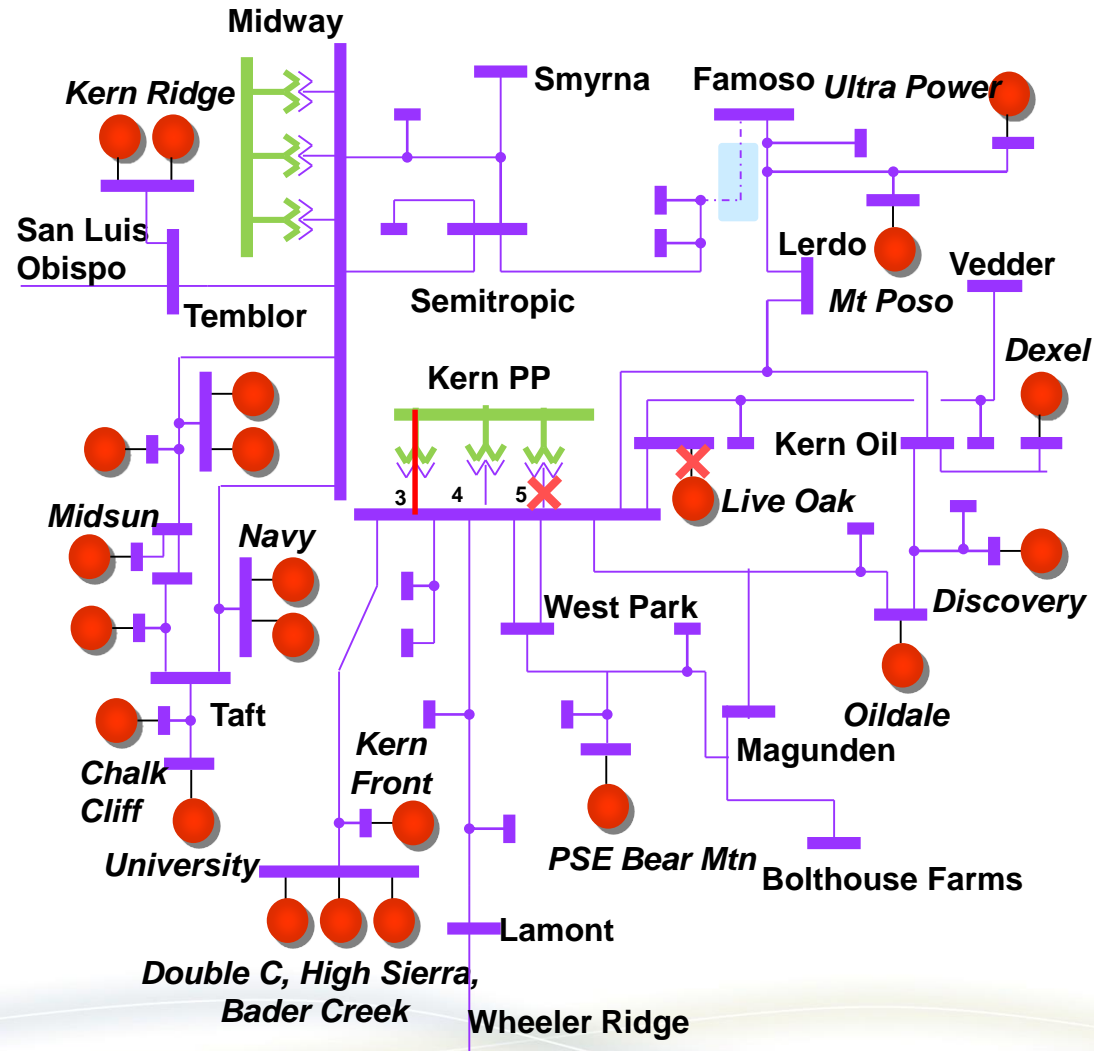 Midway
Smyrna
Famoso
Ultra Power
Kern Ridge
San Luis
Obispo
Temblor
Semitropic
Lerdo
Mt Poso
Vedder
Dexel
Kern PP
3
4
5
Kern Oil
Live Oak
Midsun
Navy
West Park
Discovery
Taft
Oildale
Chalk
Cliff
Kern
Front
Magunden
University
PSE Bear Mtn
Bolthouse Farms
Lamont
Double C, High Sierra,
Bader Creek
Wheeler Ridge